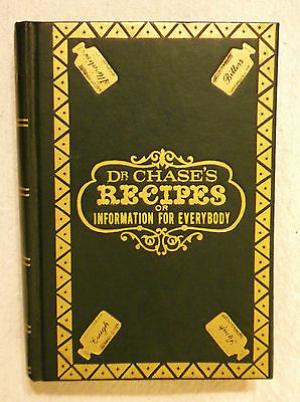 Bitters
DR CHASE'S
RECIPES
OR
INFORMATION FOR EVERYBODY
Cough